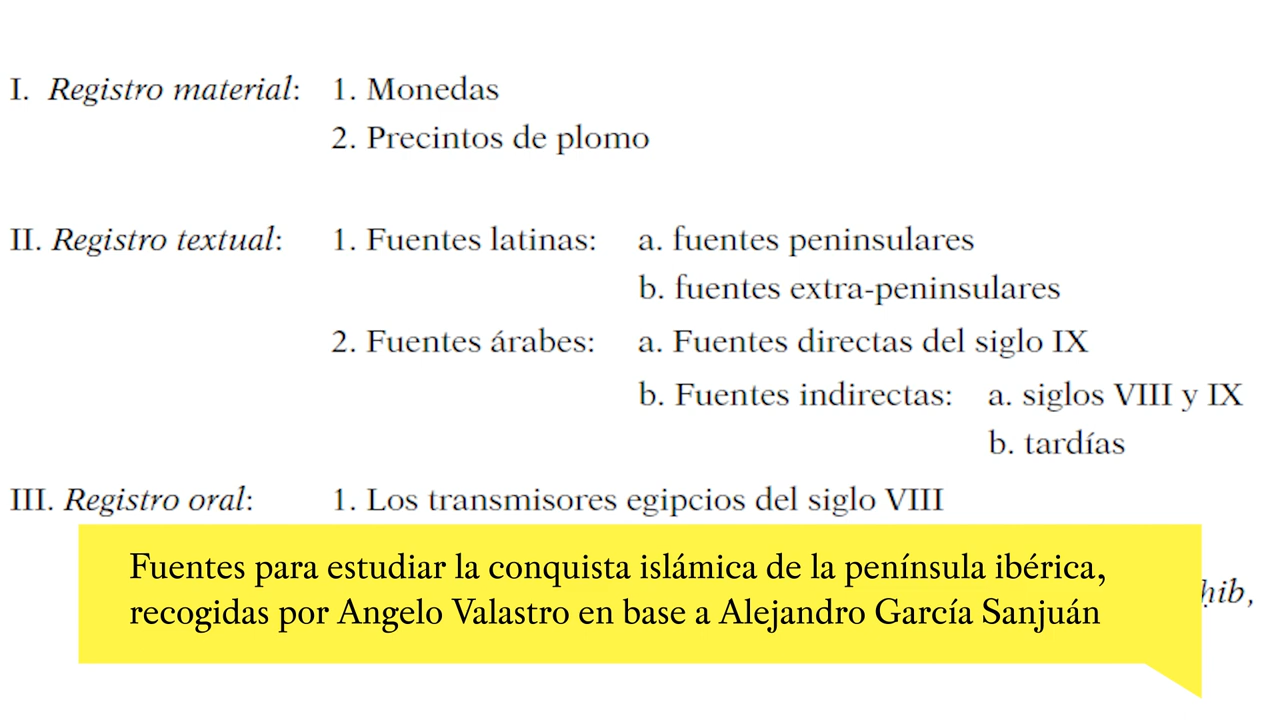 I. Registro material: 1. Monedas
2. Precintos de plomo
II. Registro textual: 1. Fuentes latinas: a. fuentes peninsulares
b. fuentes extra-peninsulares
2. Fuentes árabes: a. Fuentes directas del siglo IX
b. Fuentes indirectas: a. siglos VIII y IX
b. tardías
III. Registro oral: 1. Los transmisores egipcios del siglo VIII
Fuentes para estudiar la conquista islámica de la península ibérica,
recogidas por Angelo Valastro en base a Alejandro García Sanjuán